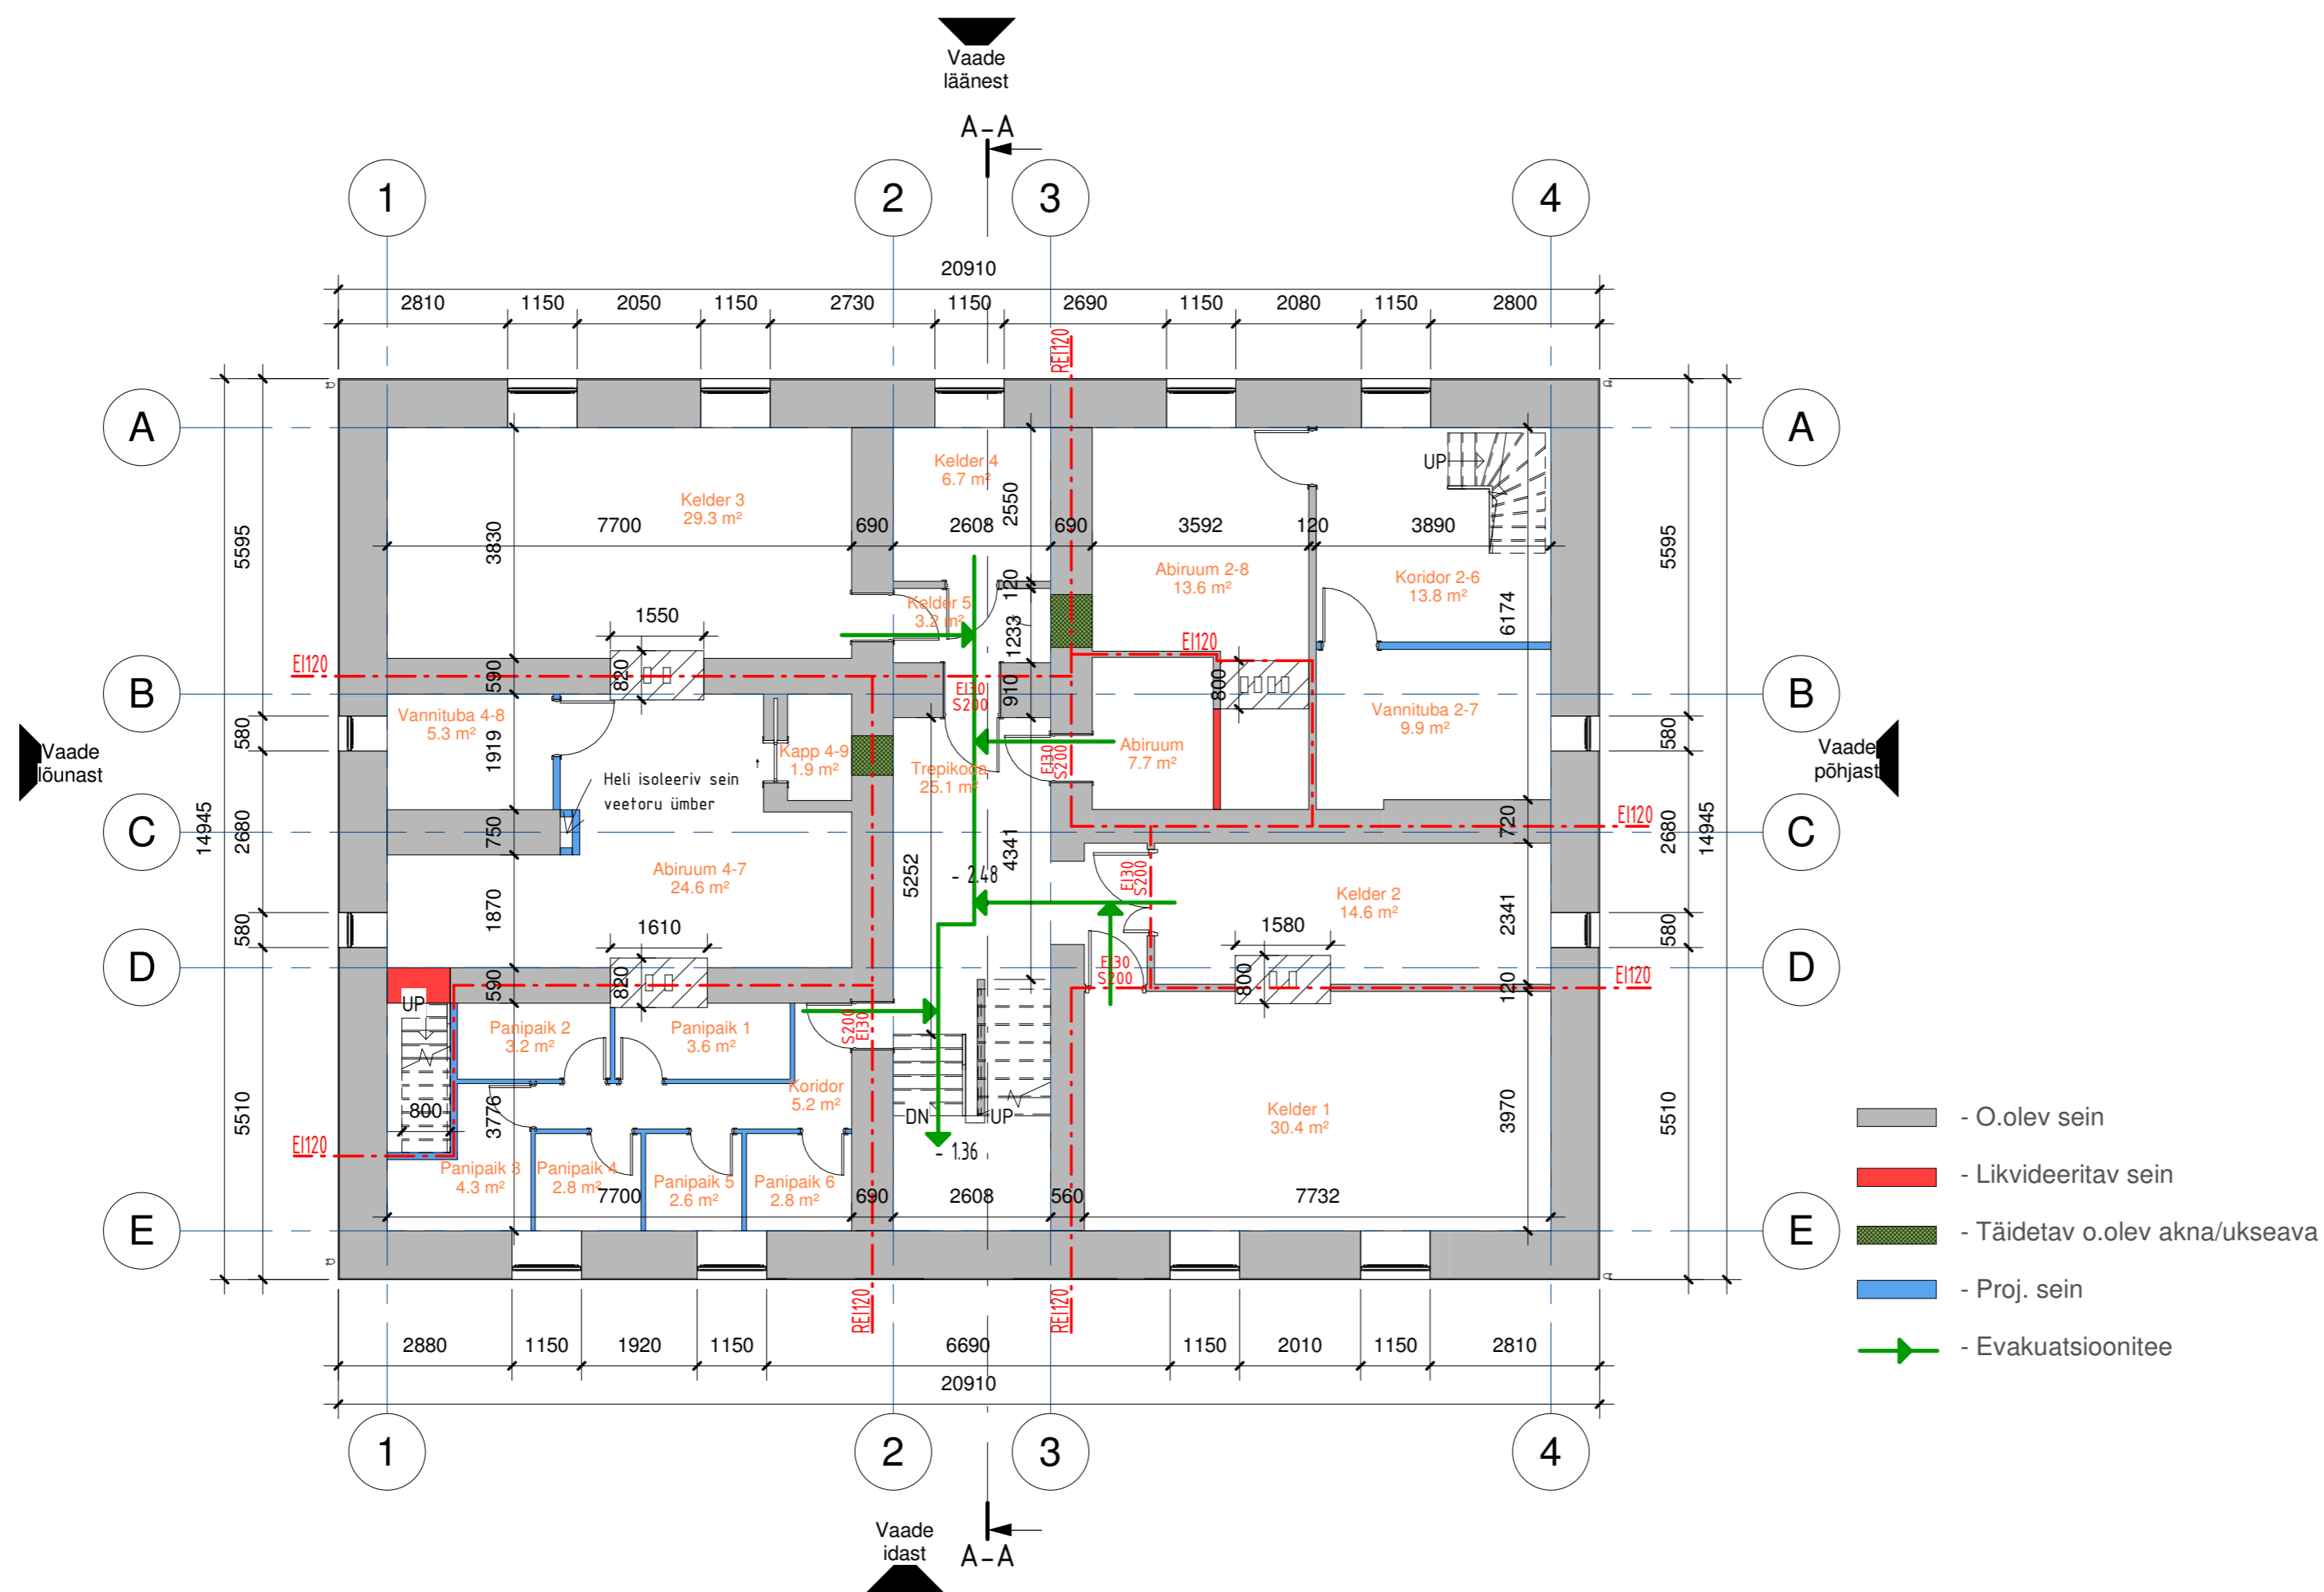 Vaade
läänest
A-A
1
2
3
4
20910
2810
1150
2050
1150
2730
1150
2690
1150
2080
1150
2800
REI120
A
A
Kelder 4
6.7 m²
UP
Kelder 3
29.3 m²
7700
690
2608
690
3592
120
3890
3830
2550
5595
5595
Abiruum 2-8
13.6 m²
Koridor 2-6
13.8 m²
120
Kelder 5
3.2 m²
1233
6174
1550
EI120
EI120
590
820
800
910
EI30
S200
B
B
Vannituba 4-8
5.3 m²
Vannituba 2-7
9.9 m²
580
580
1919
Kapp 4-9
1.9 m²
Abiruum
7.7 m²
EI30
S200
Trepikoda
25.1 m²
Vaade
lõunast
Vaade
põhjast
Heli isoleeriv sein
veetoru ümber
14945
2680
C
750
720
EI120
C
2680
14945
4341
5252
- 2.48
Abiruum 4-7
24.6 m²
EI30
S200
Kelder 2
14.6 m²
1870
2341
580
580
1610
1580
D
D
590
820
EI30
S200
800
120
EI120
UP
Panipaik 2
3.2 m²
Panipaik 1
3.6 m²
S200
EI30
Koridor
5.2 m²
5510
5510
800
3776
3970
DN
UP
Kelder 1
30.4 m²
- O.olev sein
EI120
- 1.36
Panipaik 3
4.3 m²
Panipaik 4
2.8 m²
Panipaik 5
2.6 m²
Panipaik 6
2.8 m²
7700
690
2608
560
7732
- Likvideeritav sein
E
E
- Täidetav o.olev akna/ukseava
- Proj. sein
REI120
REI120
- Evakuatsioonitee
2880
1150
1920
1150
6690
1150
2010
1150
2810
20910
1
2
3
4
Vaade
idast
A-A